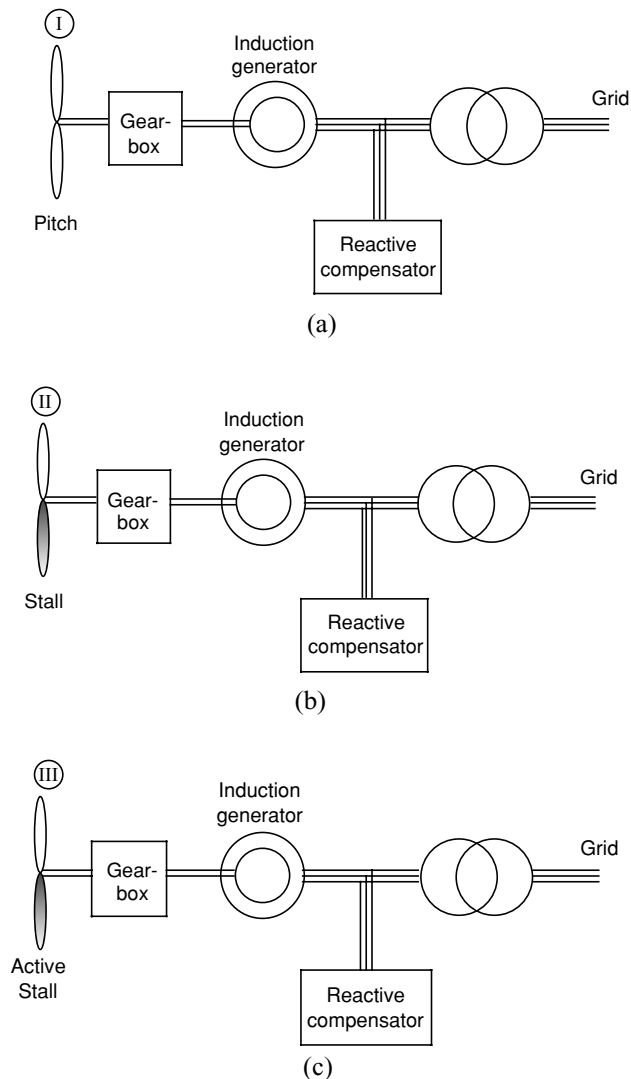 I
Induction
generator
Grid
Gear-
box
Pitch
Reactive
compensator
(a)
II
Induction
generator
Grid
Gear-
box
Stall
Reactive
compensator
(b)
III
Induction
generator
Grid
Gear-
box
Active
Stall
Reactive
compensator
(c)